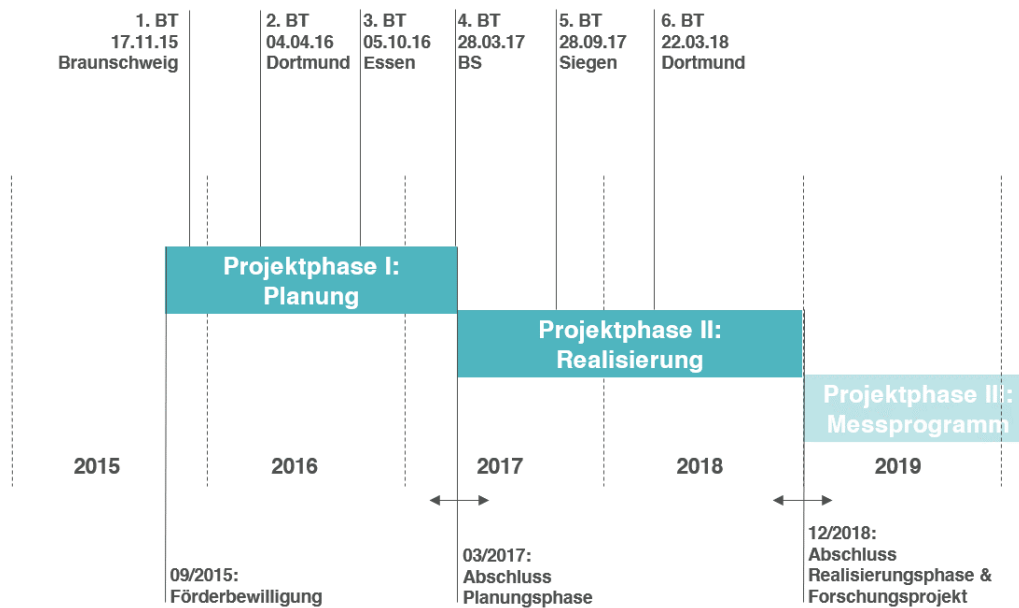 1. BT
17.11.15
Braunschweig
2. BT
04.04.16
Dortmund
3. BT
05.10.16
Essen
4. BT
28.03.17
BS
5. BT
28.09.17
Siegen
6. BT
22.03.18
Dortmund
Projektphase I:
Planung
Projektphase II:
Realisierung
Projektphase III:
Messprogramm
2015
2016
2017
2018
2019
09/2015:
Förderbewilligung
03/2017:
Abschluss
Planungsphase
12/2018:
Abschluss
Realisierungsphase &
Forschungsprojekt